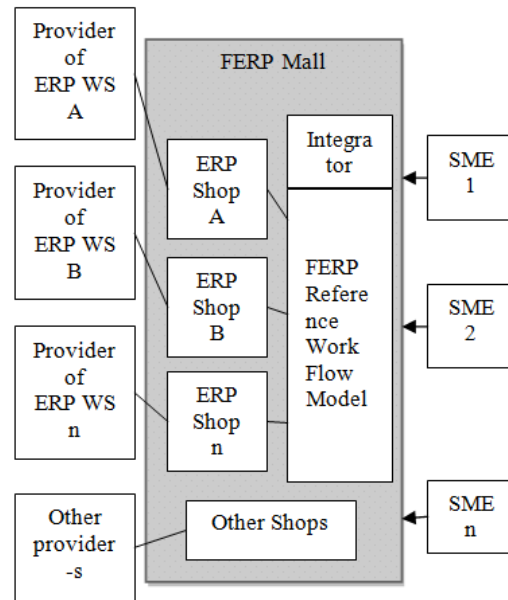 Provider
of
ERP WS
A
Provider
of
ERP WS
B
Provider
of
ERP WS
n
Other
provider
-s
FERP Mall
ERP
Shop
A
ERP
Shop
B
ERP
Shop
n
Other Shops
Integra
tor
FERP
Refere
nce
Work
Flow
Model
SME
1
SME
2
SME
n